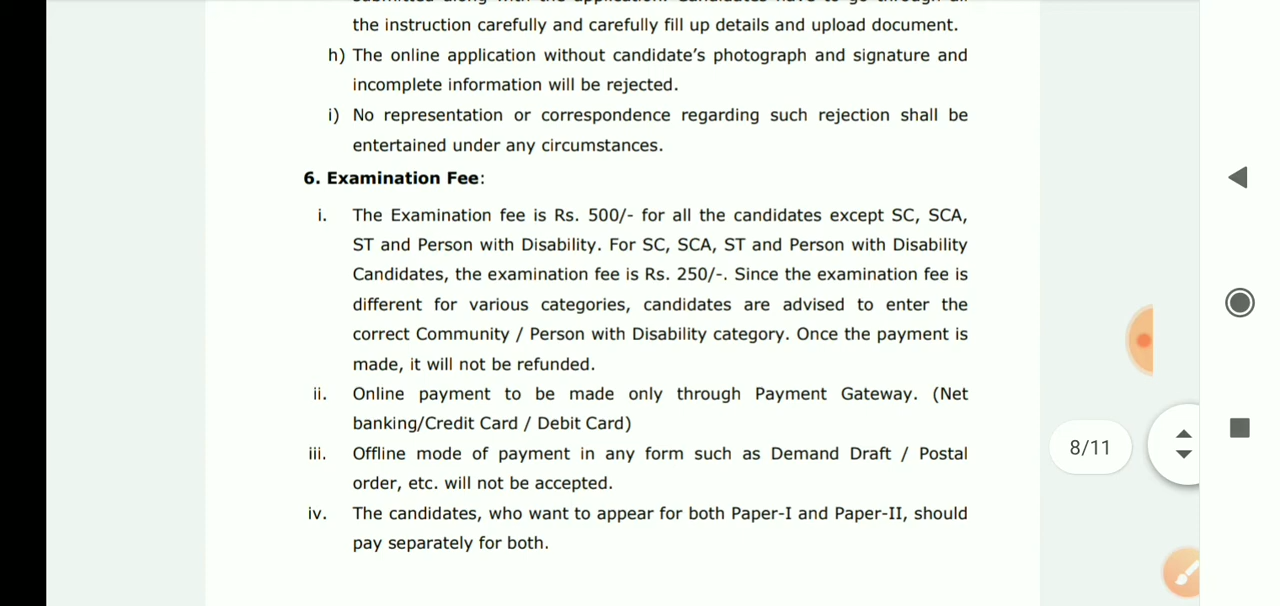 the instruction carefully and carefully fill up details and upload document.
h) The online application without candidate's photograph and signature and
incomplete information will be rejected.
i) No representation or correspondence regarding such rejection shall be
entertained under any circumstances.
6. Examination Fee:
i. The Examination fee is Rs. 500/- for all the candidates except SC, SCA,
ST and Person with Disability. For SC, SCA, ST and Person with Disability
Candidates, the examination fee is Rs. 250/-. Since the examination fee is
different for various categories, candidates are advised to enter the
correct Community / Person with Disability category. Once the payment is
made, it will not be refunded.
ii. Online payment to be made only through Payment Gateway. (Net
banking/Credit Card / Debit Card)
iii. Offline mode of payment in any form such as Demand Draft / Postal
order, etc. will not be accepted.
iv. The candidates, who want to appear for both Paper-I and Paper-II, should
pay separately for both.
8/11